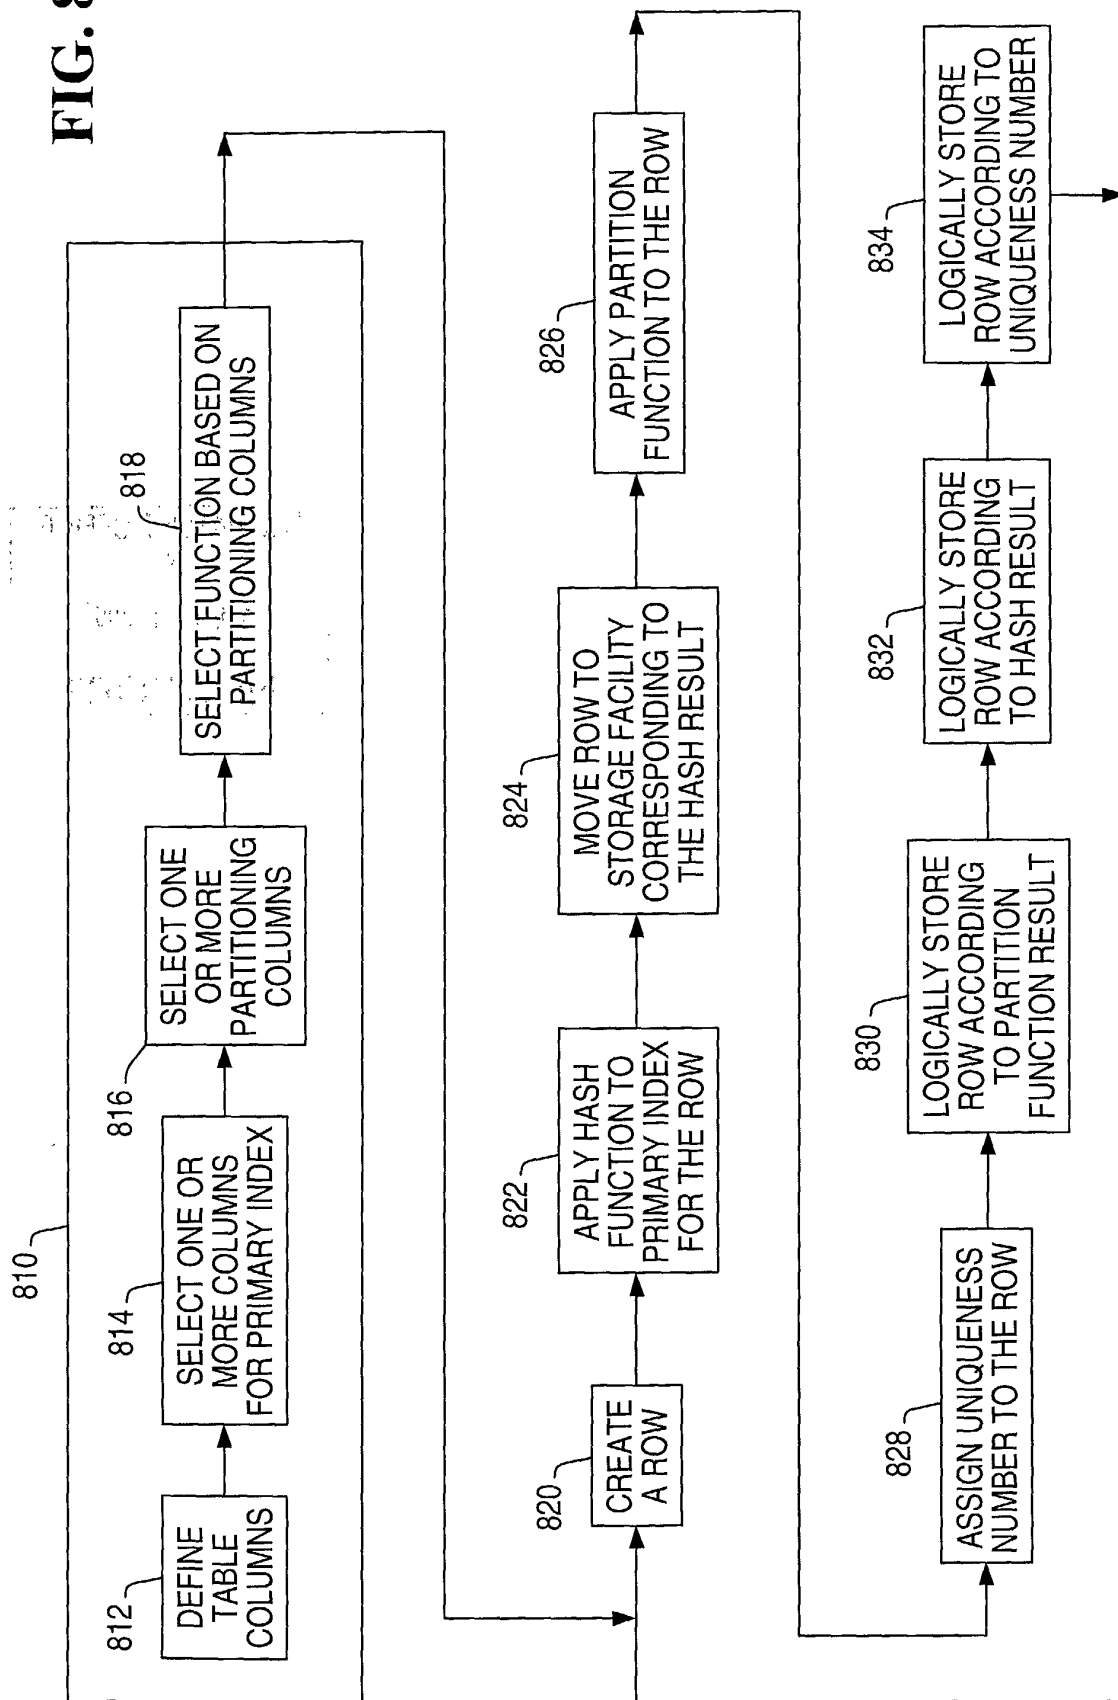 FIG. 8
810
812
DEFINE
TABLE
COLUMNS
814
SELECT ONE OR
MORE COLUMNS
FOR PRIMARY INDEX
816
SELECT ONE
OR MORE
PARTITIONING
COLUMNS
818
SELECT FUNCTION BASED ON
PARTITIONING COLUMNS
820
CREATE
A ROW
822
APPLY HASH
FUNCTION TO
PRIMARY INDEX
FOR THE ROW
824
MOVE ROW TO
STORAGE FACILITY
CORRESPONDING TO
THE HASH RESULT
826
APPLY PARTITION
FUNCTION TO THE ROW
828
ASSIGN UNIQUENESS
NUMBER TO THE ROW
830
LOGICALLY STORE
ROW ACCORDING
TO PARTITION
FUNCTION RESULT
832
LOGICALLY STORE
ROW ACCORDING
TO HASH RESULT
834
LOGICALLY STORE
ROW ACCORDING TO
UNIQUENESS NUMBER